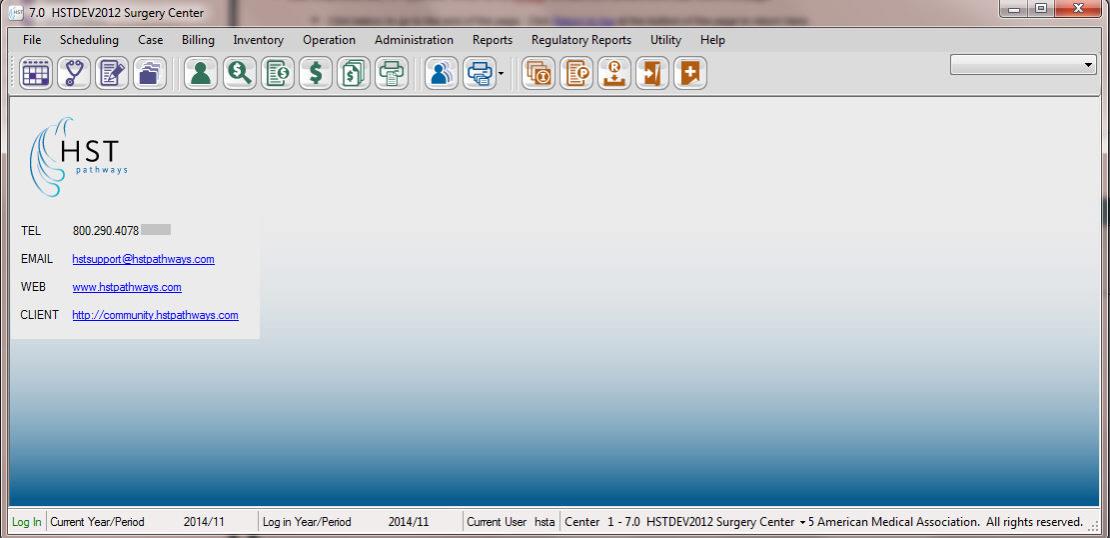 HST 7.0 HSTDEV2012 Surgery Center
File Scheduling Case Billing Inventory Operation Administration Reports Regulatory Reports Utility Help
HST
pathways
TEL 800.290.4078
EMAIL hstsupport@hstpathways.com
WEB www.hstpathways.com
CLIENT http://community.hstpathways.com
Log In Current Year/Period 2014/11 Log in Year/Period 2014/11 Current User hsta Center 1 - 7.0 HSTDEV2012 Surgery Center 5 American Medical Association. All rights reserved.